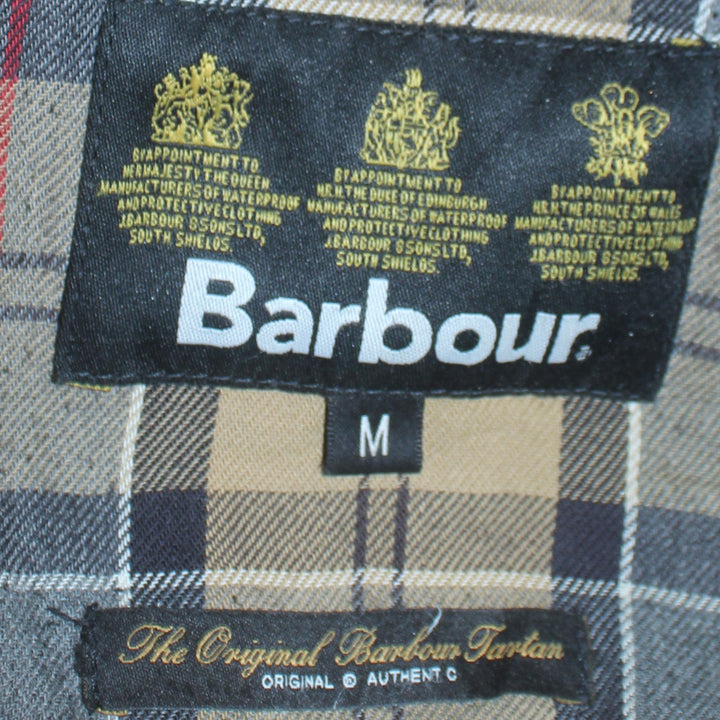 BY APPOINTMENT TO
HER MAJESTY THE QUEEN
MANUFACTURERS OF WATERPROOF
AND PROTECTIVE CLOTHING
J.BARBOUR & SONS LTD,
SOUTH SHIELDS.
BY APPOINTMENT TO
H.R.H. THE DUKE OF EDINBURGH
MANUFACTURERS OF WATERPROOF
AND PROTECTIVE CLOTHING
J.BARBOUR & SONS LTD,
SOUTH SHIELDS.
BY APPOINTMENT TO
H.R.H. THE PRINCE OF WALES
MANUFACTURERS OF WATERPROOF
AND PROTECTIVE CLOTHING
J.BARBOUR & SONS LTD,
SOUTH SHIELDS.
Barbour
M
The Original Barbour Tartan
ORIGINAL ® AUTHENT C